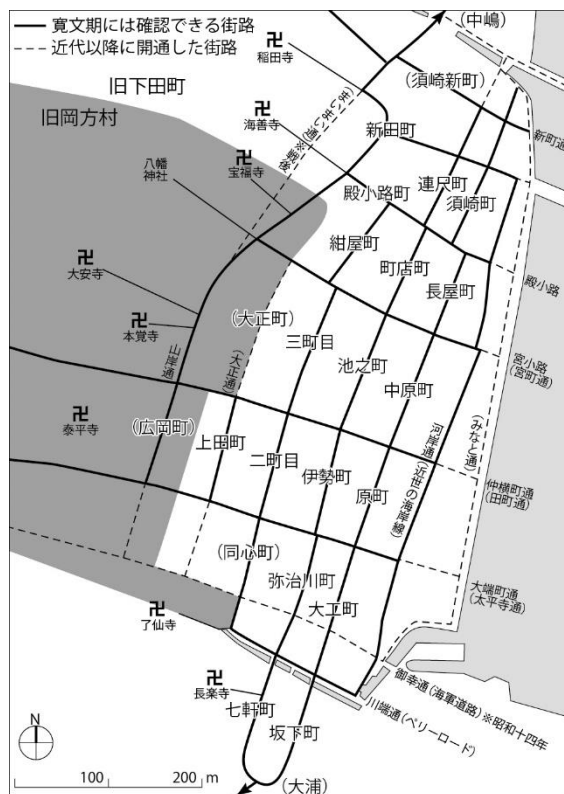 寛文期には確認できる街路
近代以降に開通した街路
(中嶋)
稲田寺
(須崎新町)
旧下田町
(まいまい通)※戦後
旧岡方村
海善寺
新田町
新町通
八幡
神社
宝福寺
殿小路町
連尺町
須崎町
紺屋町
町店町
殿小路
大安寺
長屋町
(大正町)
本覚寺
三町目
宮小路
(宮町通)
山岸通
(大正通)
池之町
中原町
(みなと通)
泰平寺
(広岡町)
上田町
河岸通
(近世の海岸線)
二町目
伊勢町
仲横町通
(田町通)
原町
(同心町)
弥治川町
大端町通
(太平寺通)
了仙寺
大工町
長楽寺
御幸通(海軍道路)※昭和十四年
七軒町
川端通(ペリーロード)
坂下町
N
100
200 m
(大浦)